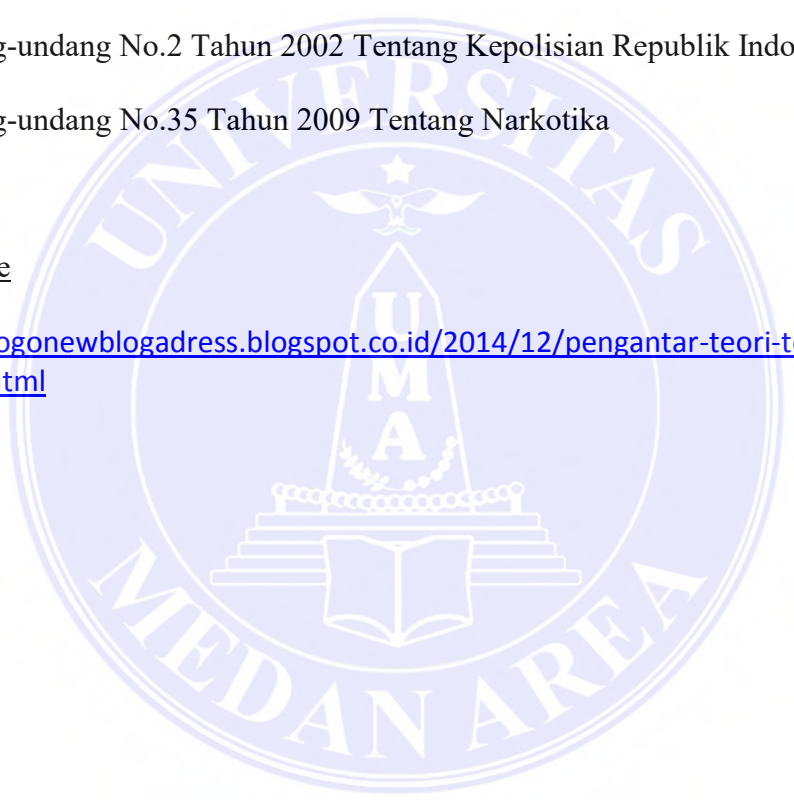 g-undang No.2 Tahun 2002 Tentang Kepolisian Republik Indo
g-undang No.35 Tahun 2009 Tentang Narkotika
e
ogonewblogadress.blogspot.co.id/2014/12/pengantar-teori-t
tml
UNIVERSITAS
UMA
MEDAN AREA